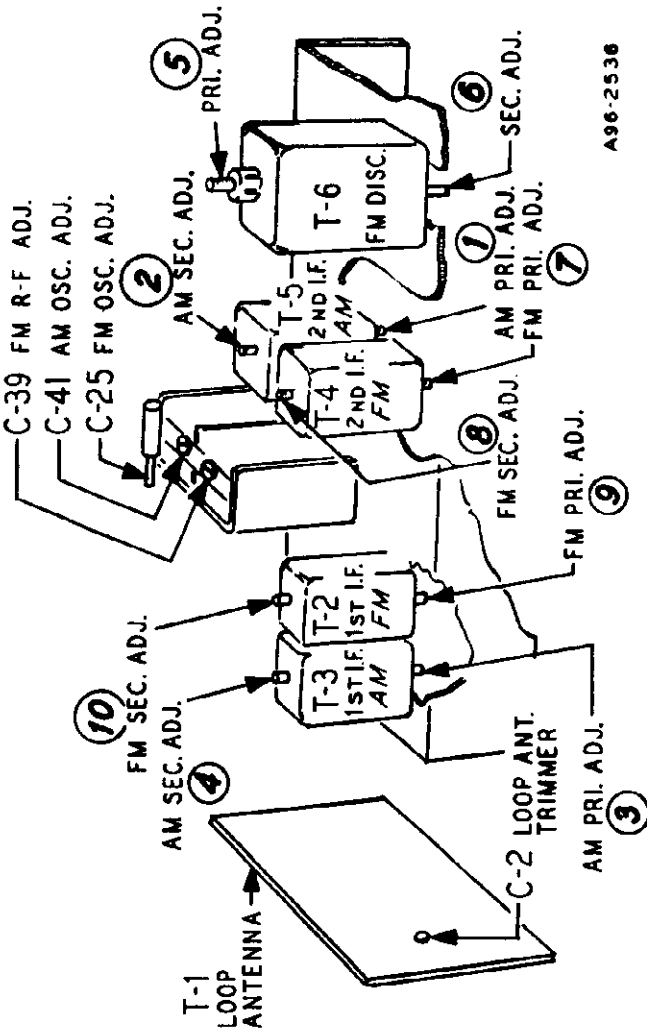 C-39 FM R-F ADJ.
C-41 AM OSC. ADJ.
C-25 FM OSC. ADJ.
2
AM SEC. ADJ.
5
PRI. ADJ.
10
FM SEC. ADJ.
AM SEC. ADJ.
4
T-1
LOOP
ANTENNA
T-3
1ST I.F.
AM
T-2
1ST I.F.
FM
T-4
2ND I.F.
FM
T-5
2ND I.F.
AM
T-6
FM DISC.
C-2 LOOP ANT.
TRIMMER
AM PRI. ADJ.
3
FM PRI. ADJ.
9
8
FM SEC. ADJ.
1
AM PRI. ADJ.
FM PRI. ADJ.
7
6
SEC. ADJ.
A96-2536